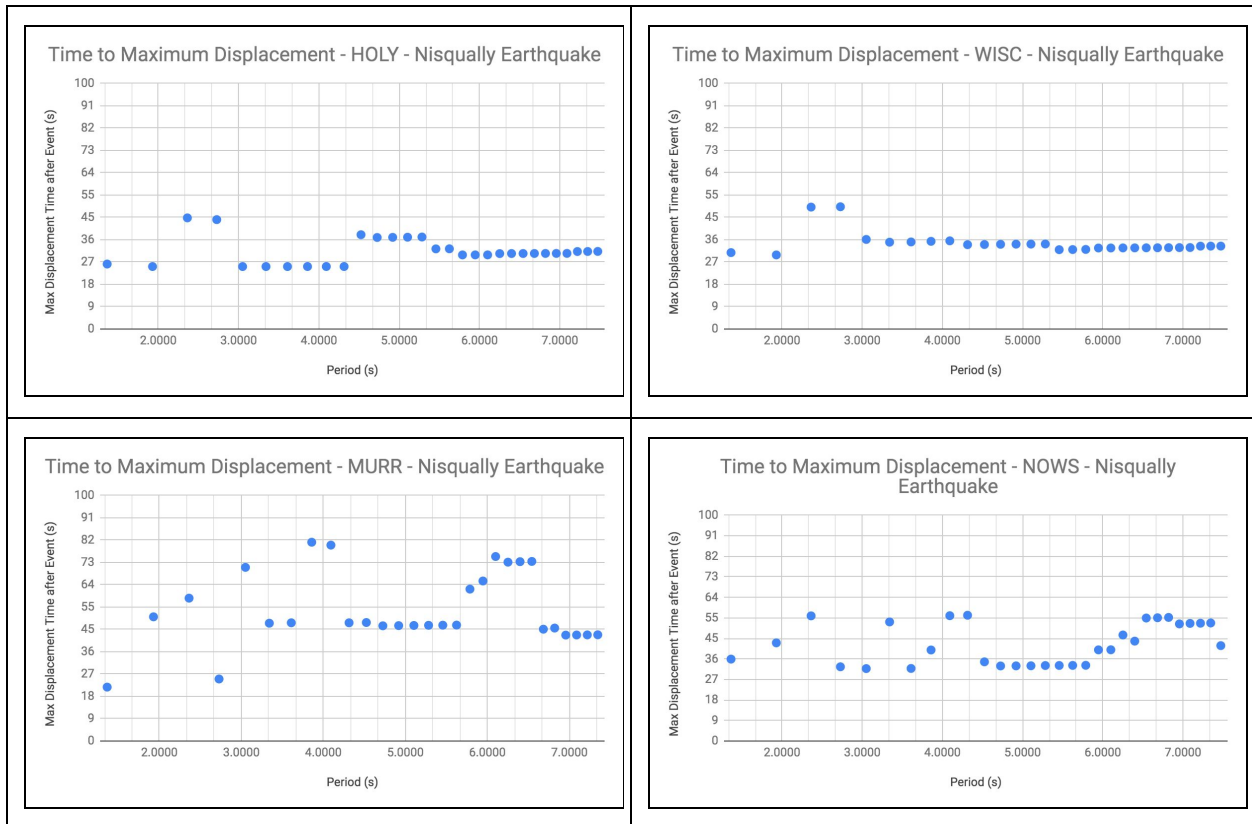 Time to Maximum Displacement - HOLY - Nisqually Earthquake
Max Displacement Time after Event (s)
100
91
82
73
64
55
45
36
27
18
9
0
2.0000 3.0000 4.0000 5.0000 6.0000 7.0000
Period (s)
Time to Maximum Displacement - WISC - Nisqually Earthquake
Max Displacement Time after Event (s)
100
91
82
73
64
55
45
36
27
18
9
0
2.0000 3.0000 4.0000 5.0000 6.0000 7.0000
Period (s)
Time to Maximum Displacement - MURR - Nisqually Earthquake
Max Displacement Time after Event (s)
100
91
82
73
64
55
45
36
27
18
9
0
2.0000 3.0000 4.0000 5.0000 6.0000 7.0000
Period (s)
Time to Maximum Displacement - NOWS - Nisqually
Earthquake
Max Displacement Time after Event (s)
100
91
82
73
64
55
45
36
27
18
9
0
2.0000 3.0000 4.0000 5.0000 6.0000 7.0000
Period (s)